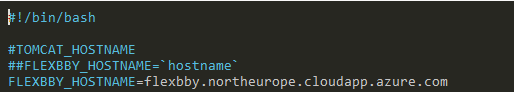 #!/bin/bash
#TOMCAT_HOSTNAME
##FLEXBBY_HOSTNAME=`hostname`
FLEXBBY_HOSTNAME=flexbby.northeurope.cloudapp.azure.com